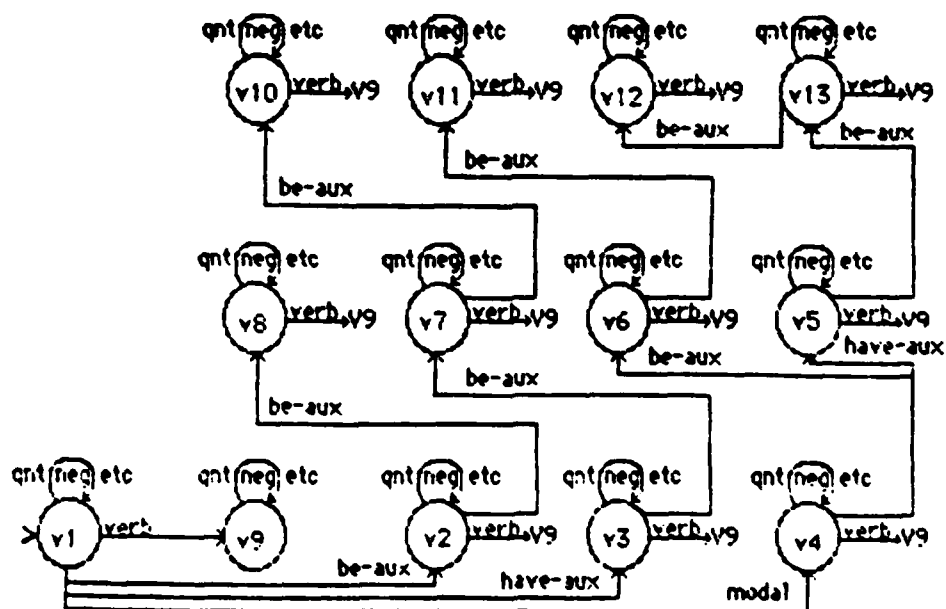 qnt neg etc qnt neg etc qnt neg etc qnt neg etc
v10 verb V9 v11 verb V9 v12 verb V9 v13 verb V9
be-aux be-aux
be-aux
be-aux
qnt neg etc qnt neg etc qnt neg etc qnt neg etc
v8 verb V9 v7 verb V9 v6 verb V9 v5 verb V9
have-aux
be-aux
be-aux
be-aux
qnt neg etc qnt neg etc qnt neg etc qnt neg etc qnt neg etc
v1 verb v9 v2 verb V9 v3 verb V9 v4 verb V9
be-aux
have-aux
modal